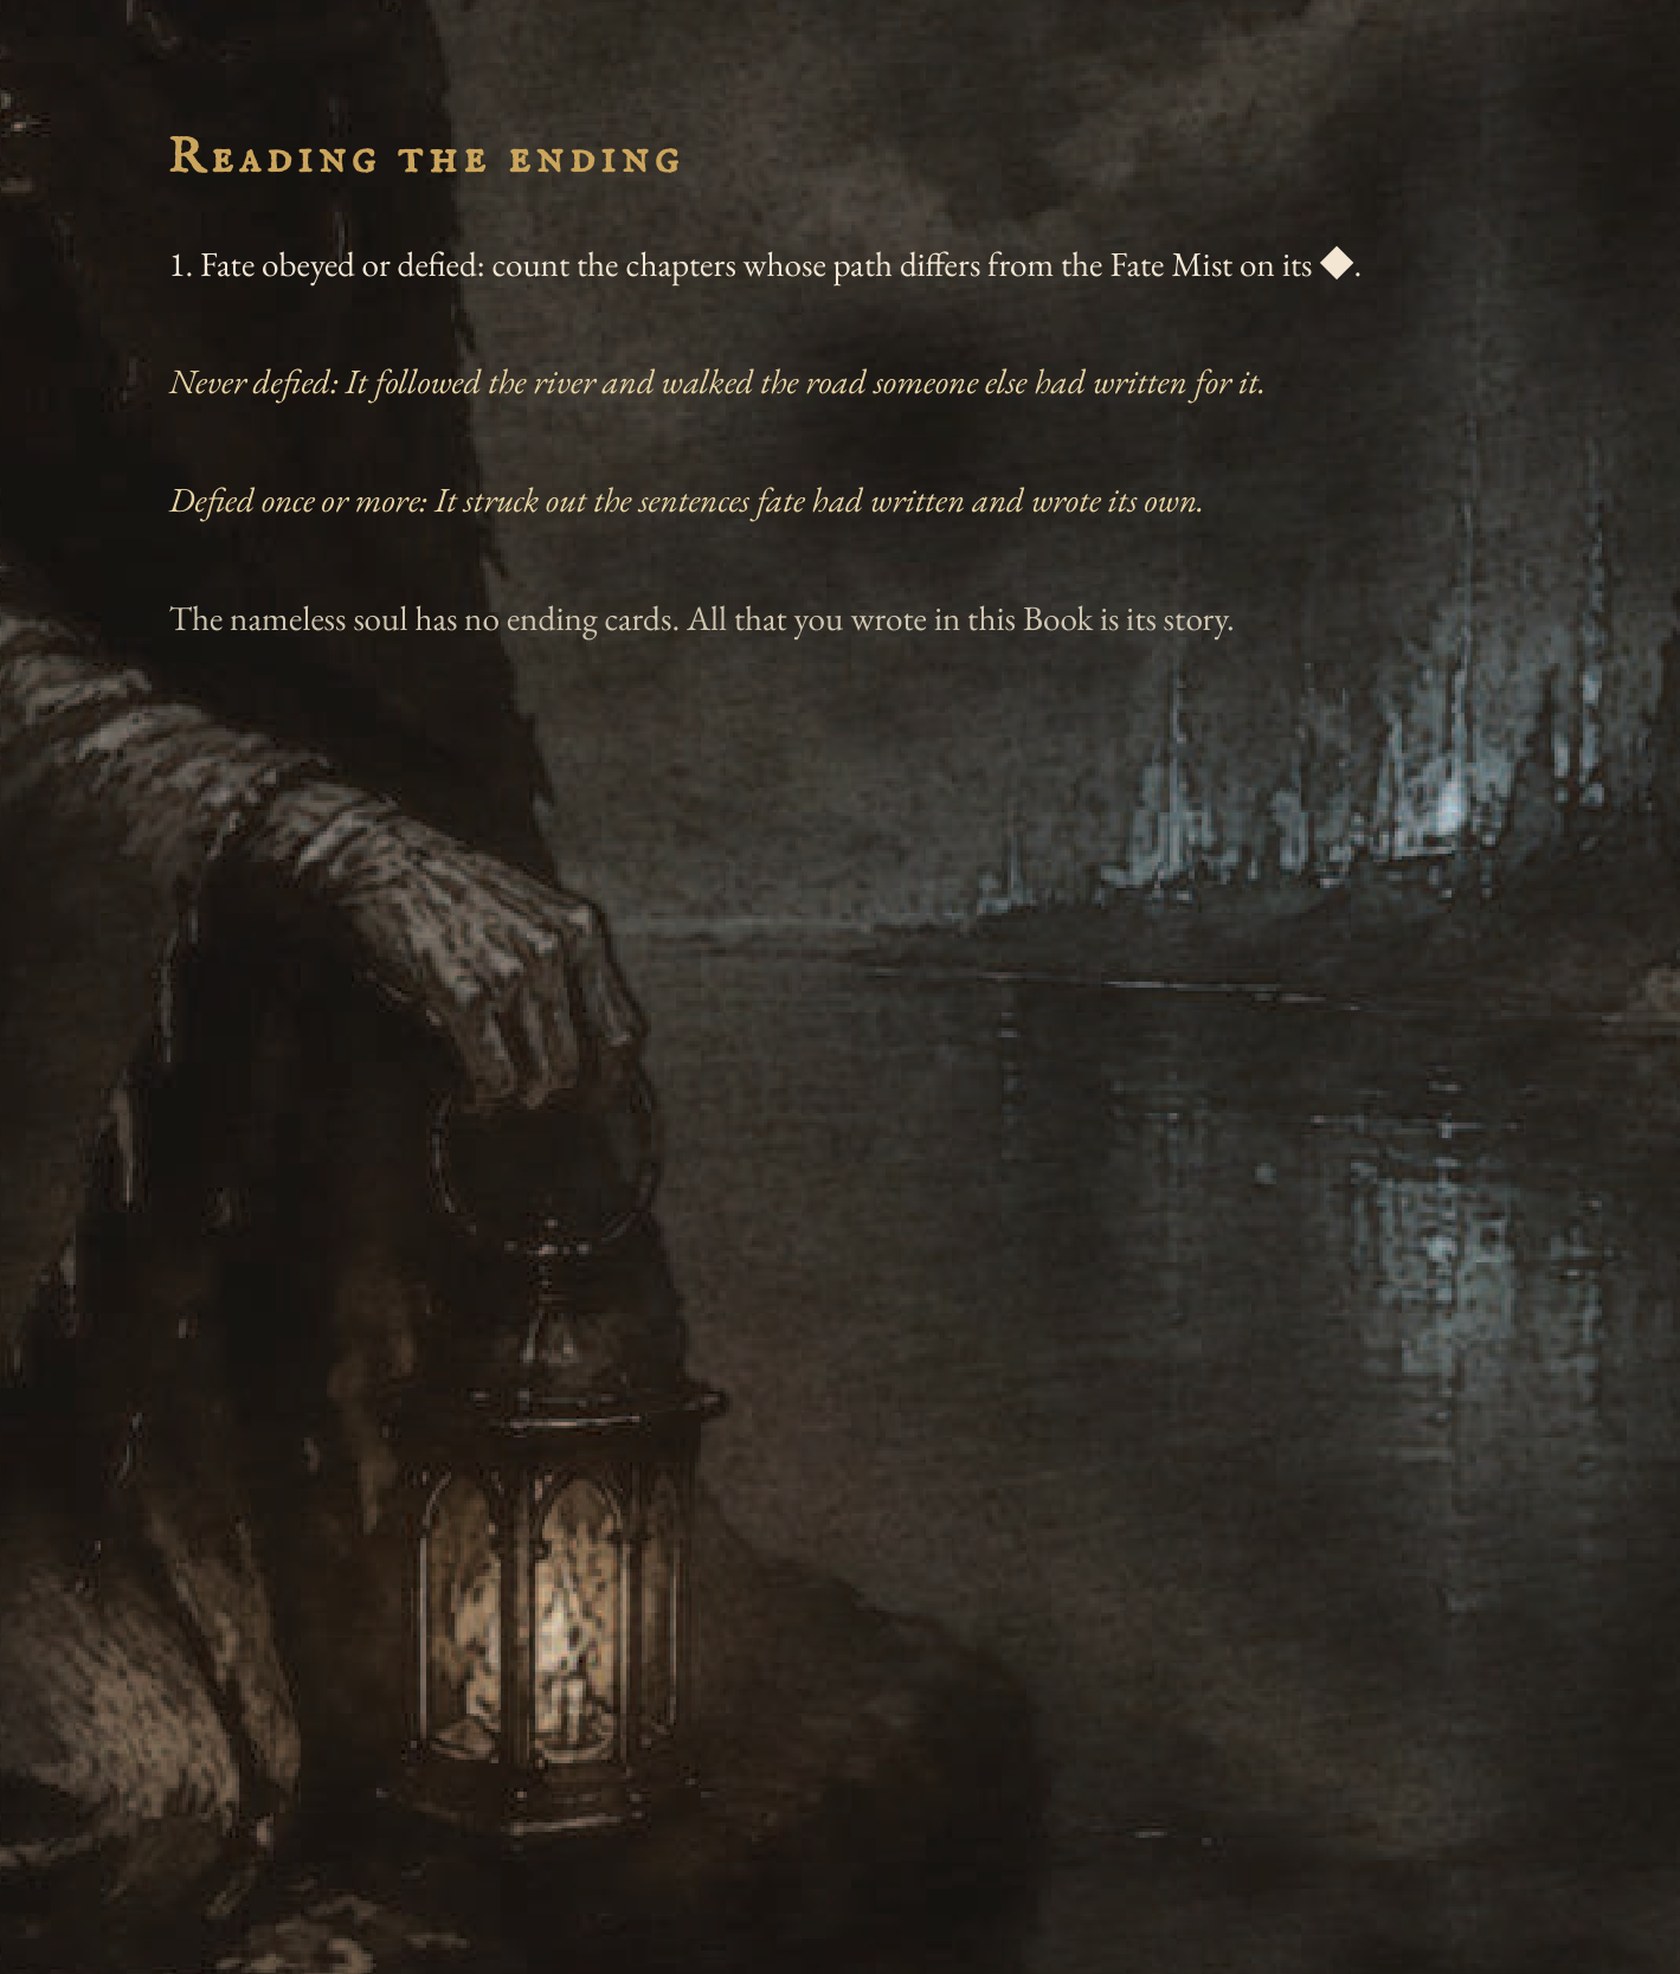 Reading the ending
1. Fate obeyed or defied: count the chapters whose path differs from the Fate Mist on its ◆.
Never defied: It followed the river and walked the road someone else had written for it.
Defied once or more: It struck out the sentences fate had written and wrote its own.
The nameless soul has no ending cards. All that you wrote in this Book is its story.